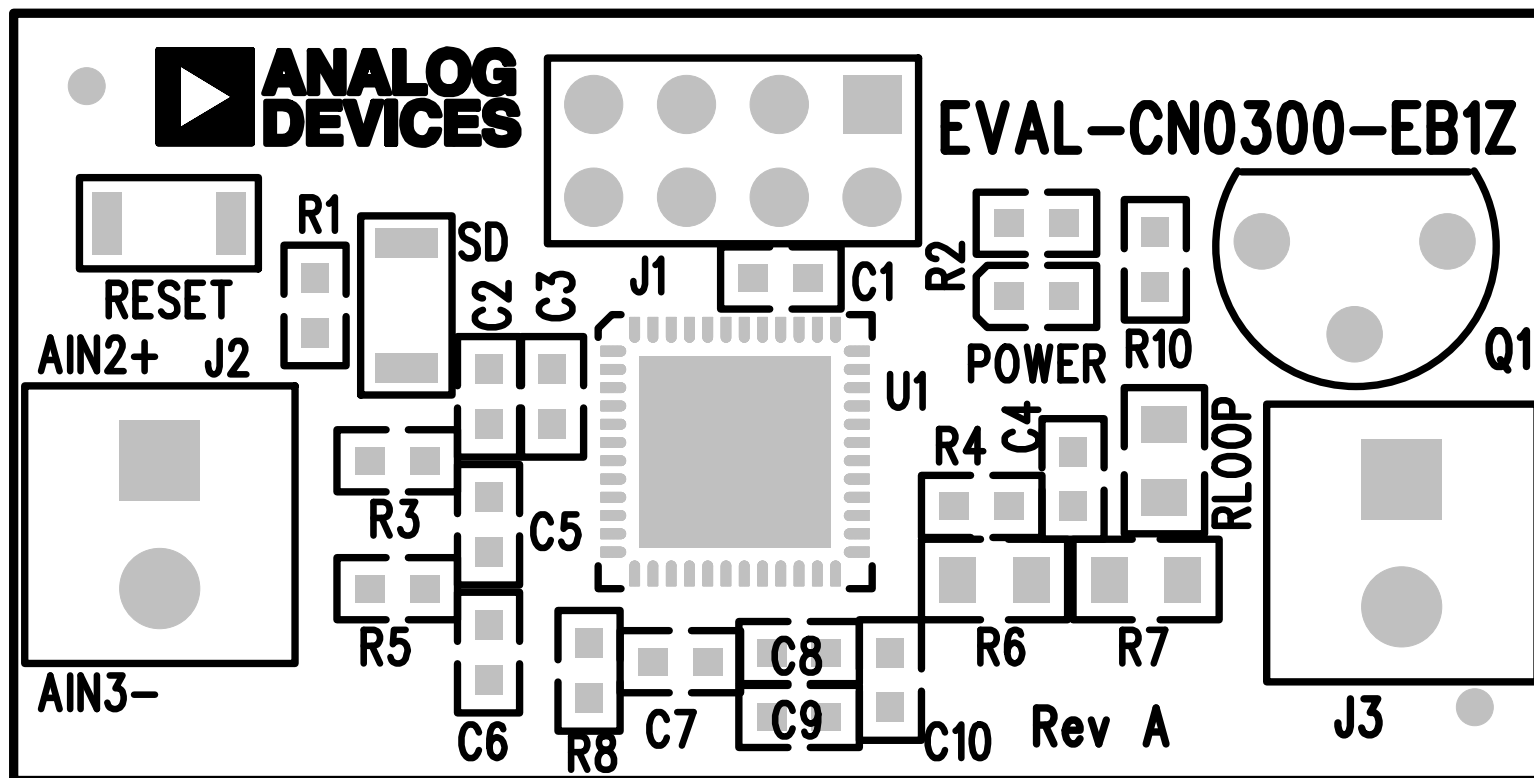 ANALOG
DEVICES
EVAL-CN0300-EB1Z
R1
SD
RESET
J1
C1
R2
C2
C3
AIN2+
J2
POWER
R10
Q1
U1
R4
C4
RLOOP
R3
C5
R5
R6
R7
AIN3-
C6
R8
C7
C8
C9
C10
Rev A
J3